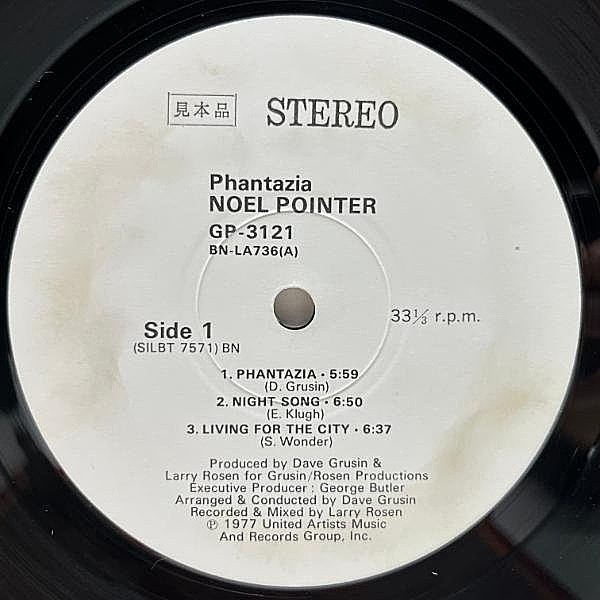 見本品 STEREO
Phantazia
NOEL POINTER
GP-3121
BN-LA736(A)
33⅓ r.p.m.
Side 1
(SILBT 7571) BN
1. PHANTAZIA • 5:59
(D. Grusin)
2. NIGHT SONG • 6:50
(E. Klugh)
3. LIVING FOR THE CITY • 6:37
(S. Wonder)
Produced by Dave Grusin &
Larry Rosen for Grusin/Rosen Productions
Executive Producer : George Butler
Arranged & Conducted by Dave Grusin
Recorded & Mixed by Larry Rosen
℗ 1977 United Artists Music
And Records Group, Inc.